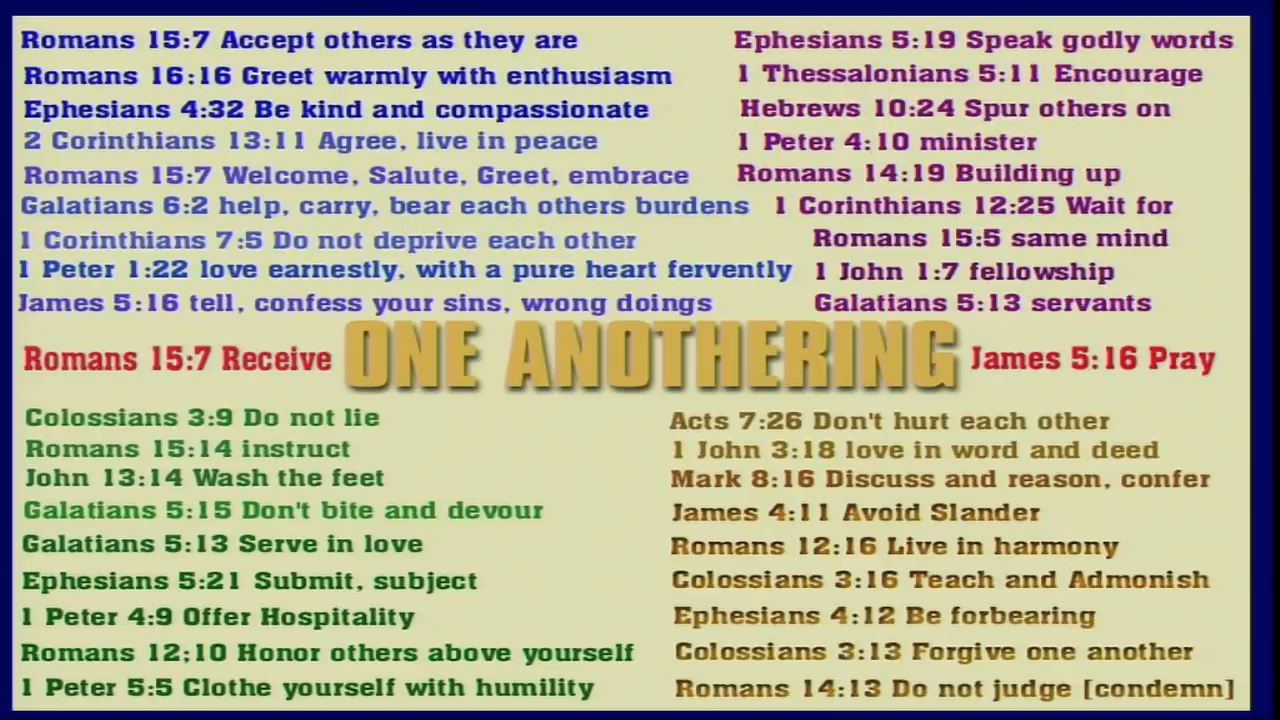 Romans 15:7 Accept others as they are
Romans 16:16 Greet warmly with enthusiasm
Ephesians 4:32 Be kind and compassionate
2 Corinthians 13:11 Agree, live in peace
Romans 15:7 Welcome, Salute, Greet, embrace
Galatians 6:2 help, carry, bear each others burdens
1 Corinthians 7:5 Do not deprive each other
1 Peter 1:22 love earnestly, with a pure heart fervently
James 5:16 tell, confess your sins, wrong doings
Ephesians 5:19 Speak godly words
1 Thessalonians 5:11 Encourage
Hebrews 10:24 Spur others on
1 Peter 4:10 minister
Romans 14:19 Building up
1 Corinthians 12:25 Wait for
Romans 15:5 same mind
1 John 1:7 fellowship
Galatians 5:13 servants
Romans 15:7 Receive
ONE ANOTHERING
James 5:16 Pray
Colossians 3:9 Do not lie
Romans 15:14 instruct
John 13:14 Wash the feet
Galatians 5:15 Don't bite and devour
Galatians 5:13 Serve in love
Ephesians 5:21 Submit, subject
1 Peter 4:9 Offer Hospitality
Romans 12;10 Honor others above yourself
1 Peter 5:5 Clothe yourself with humility
Acts 7:26 Don't hurt each other
1 John 3:18 love in word and deed
Mark 8:16 Discuss and reason, confer
James 4:11 Avoid Slander
Romans 12:16 Live in harmony
Colossians 3:16 Teach and Admonish
Ephesians 4:12 Be forbearing
Colossians 3:13 Forgive one another
Romans 14:13 Do not judge [condemn]